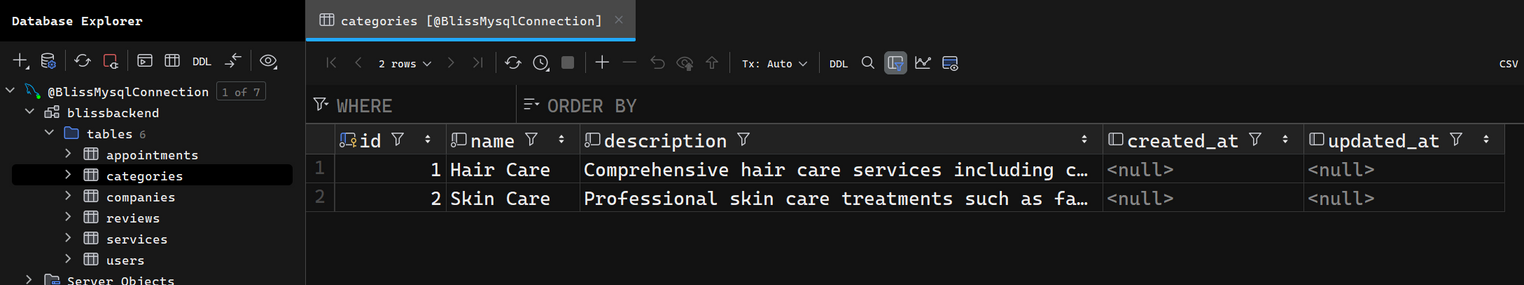 Database Explorer
categories [@BlissMysqlConnection]
DDL
2 rows
Tx: Auto
DDL
CSV
@BlissMysqlConnection 1 of 7
WHERE
ORDER BY
blissbackend
tables 6
id
name
description
created_at
updated_at
appointments
1
1
Hair Care
Comprehensive hair care services including c…
<null>
<null>
categories
companies
2
2
Skin Care
Professional skin care treatments such as fa…
<null>
<null>
reviews
services
users
Server Objects